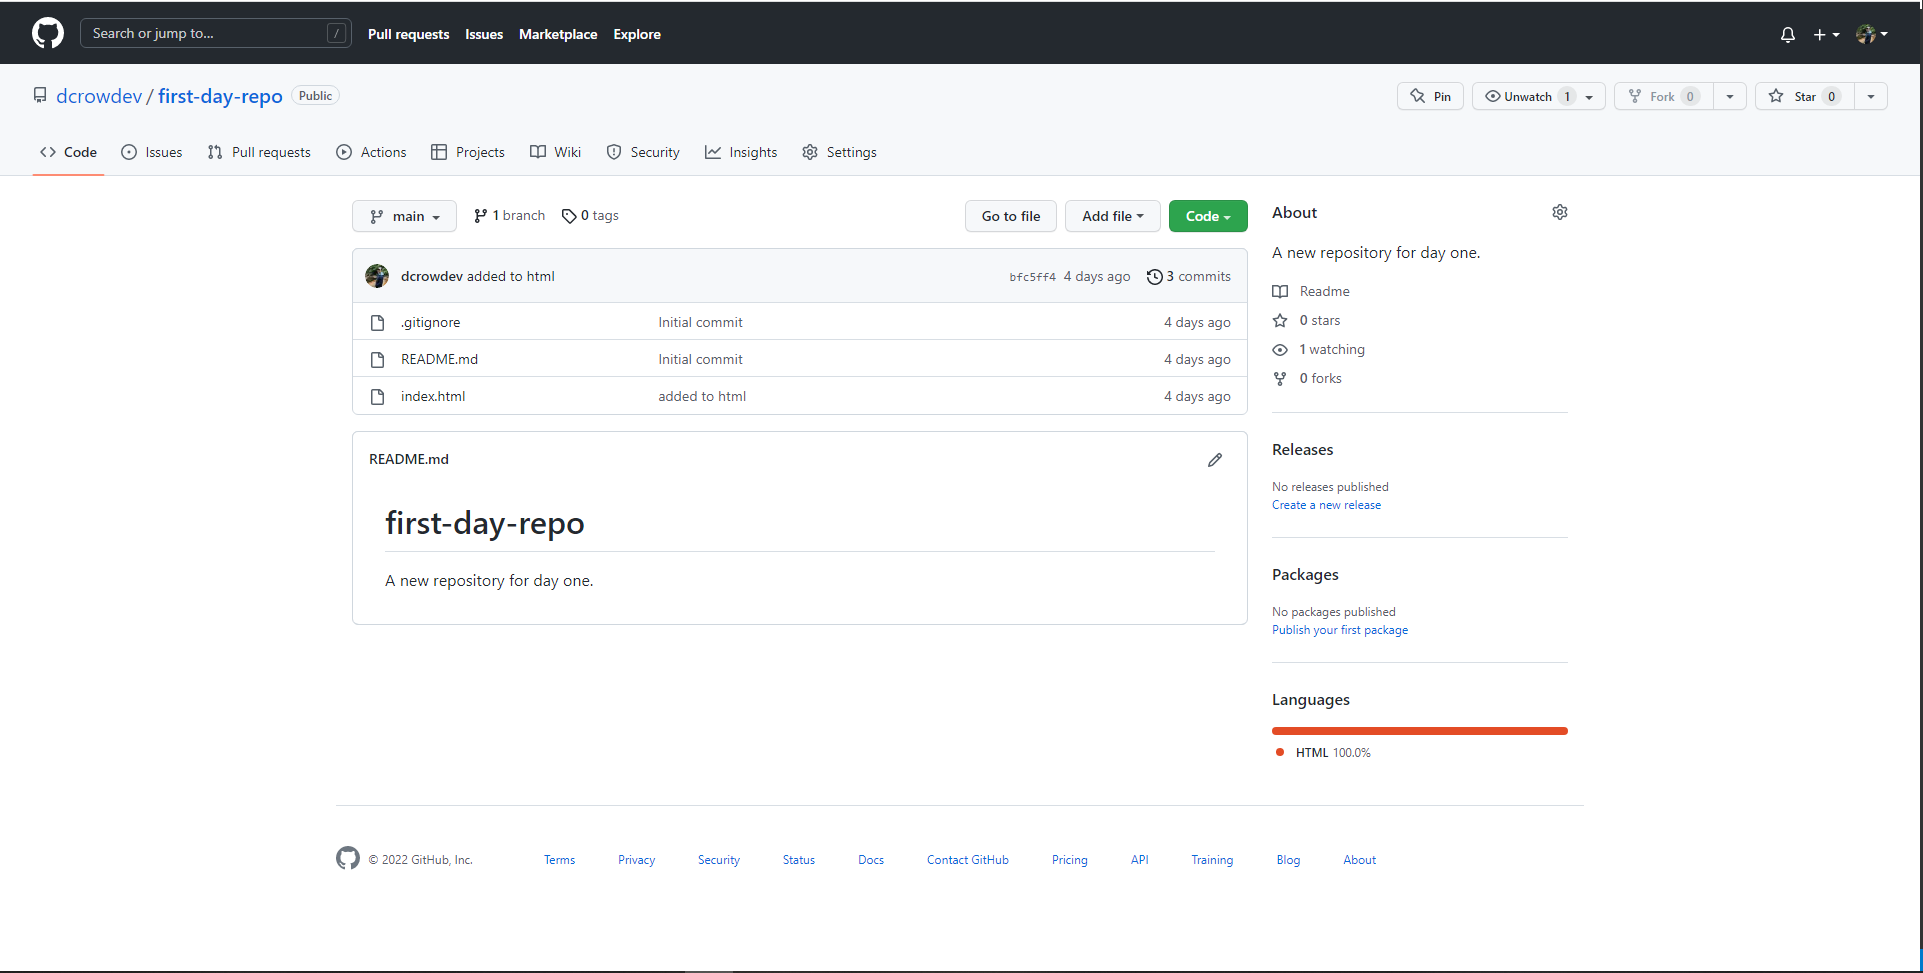 Search or jump to... / Pull requests Issues Marketplace Explore
dcrowdev / first-day-repo Public Pin Unwatch 1 Fork 0 Star 0
Code Issues Pull requests Actions Projects Wiki Security Insights Settings
main 1 branch 0 tags Go to file Add file Code
dcrowdev added to html bfc5ff4 4 days ago 3 commits
.gitignore Initial commit 4 days ago
README.md Initial commit 4 days ago
index.html added to html 4 days ago
README.md
first-day-repo
A new repository for day one.
About
A new repository for day one.
Readme
0 stars
1 watching
0 forks
Releases
No releases published
Create a new release
Packages
No packages published
Publish your first package
Languages
HTML 100.0%
© 2022 GitHub, Inc. Terms Privacy Security Status Docs Contact GitHub Pricing API Training Blog About